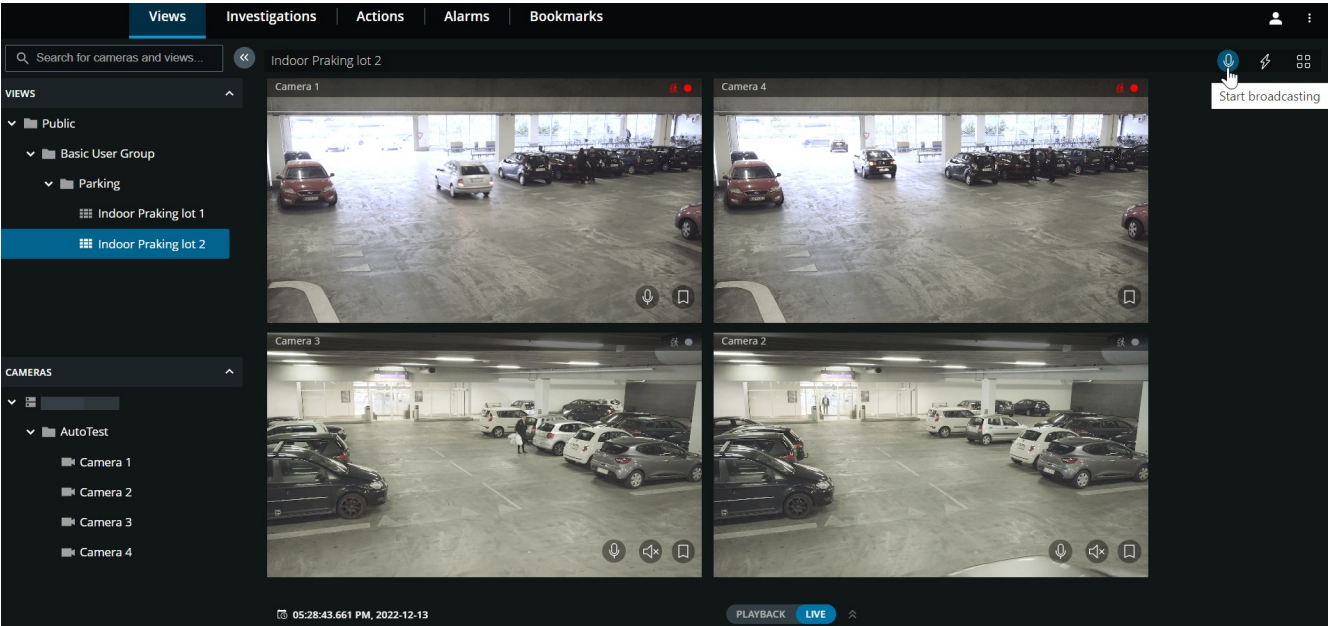 Views
Investigations
Actions
Alarms
Bookmarks
Search for cameras and views...
Indoor Praking lot 2
Start broadcasting
VIEWS
Public
Basic User Group
Parking
Indoor Praking lot 1
Indoor Praking lot 2
CAMERAS
AutoTest
Camera 1
Camera 2
Camera 3
Camera 4
Camera 1
Camera 4
Camera 3
Camera 2
05:28:43.661 PM, 2022-12-13
PLAYBACK
LIVE